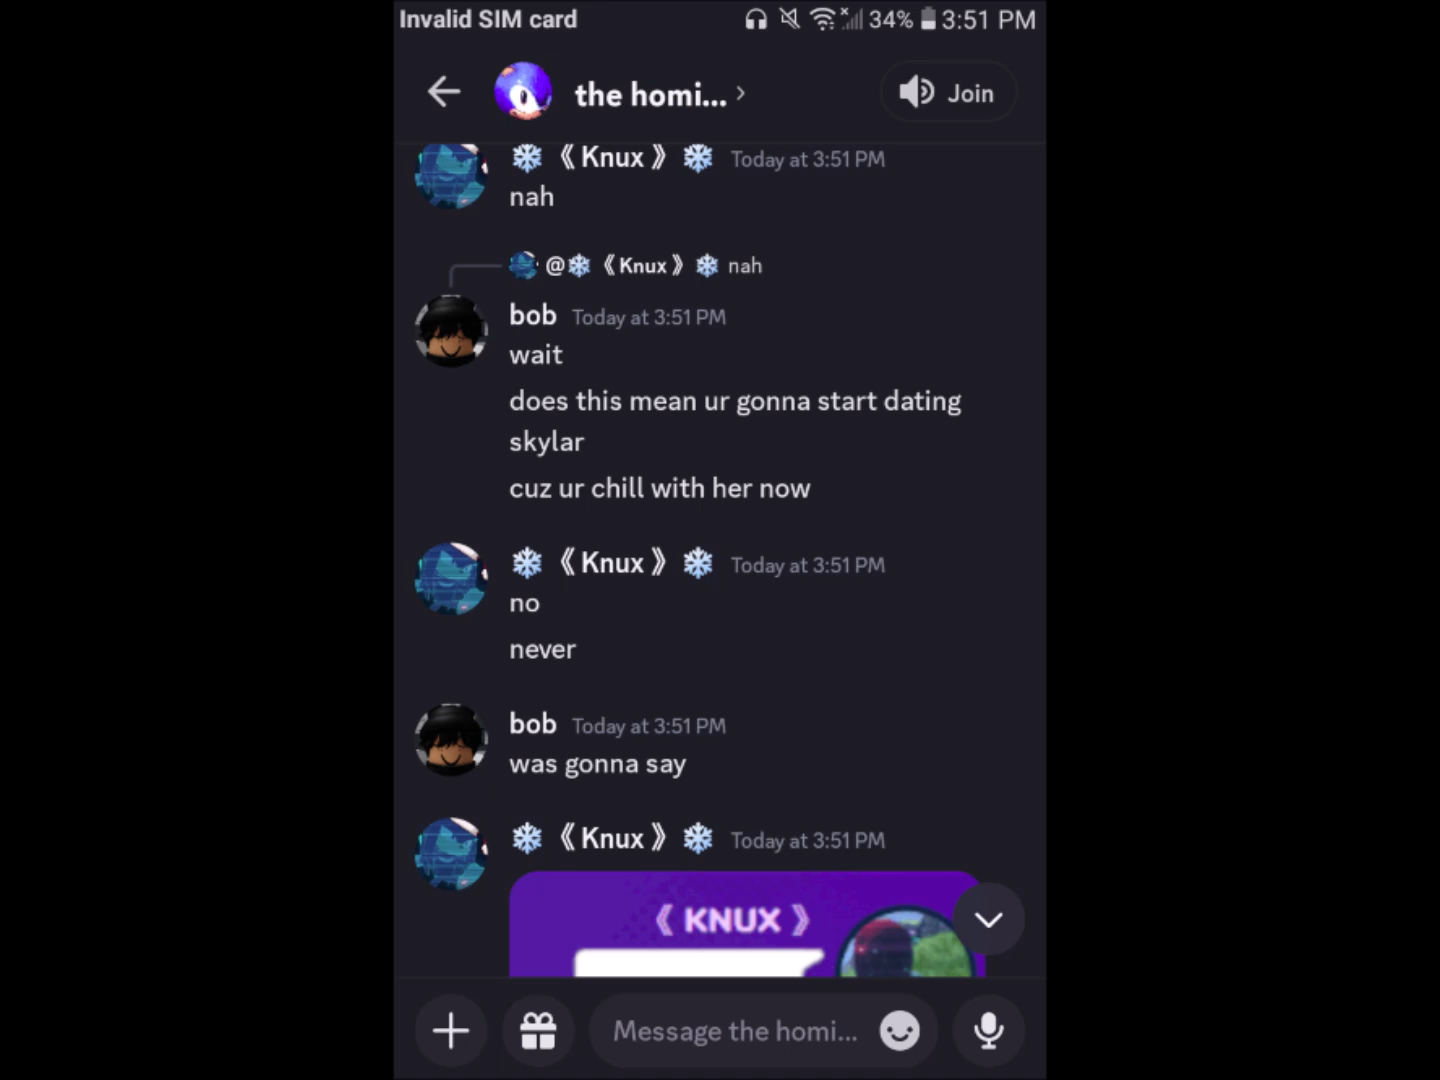 Invalid SIM card 34% 3:51 PM
the homi... Join
❄️《Knux》❄️ Today at 3:51 PM
nah
@❄️《Knux》❄️ nah
bob Today at 3:51 PM
wait
does this mean ur gonna start dating
skylar
cuz ur chill with her now
❄️《Knux》❄️ Today at 3:51 PM
no
never
bob Today at 3:51 PM
was gonna say
❄️《Knux》❄️ Today at 3:51 PM
《 KNUX 》
Message the homi...